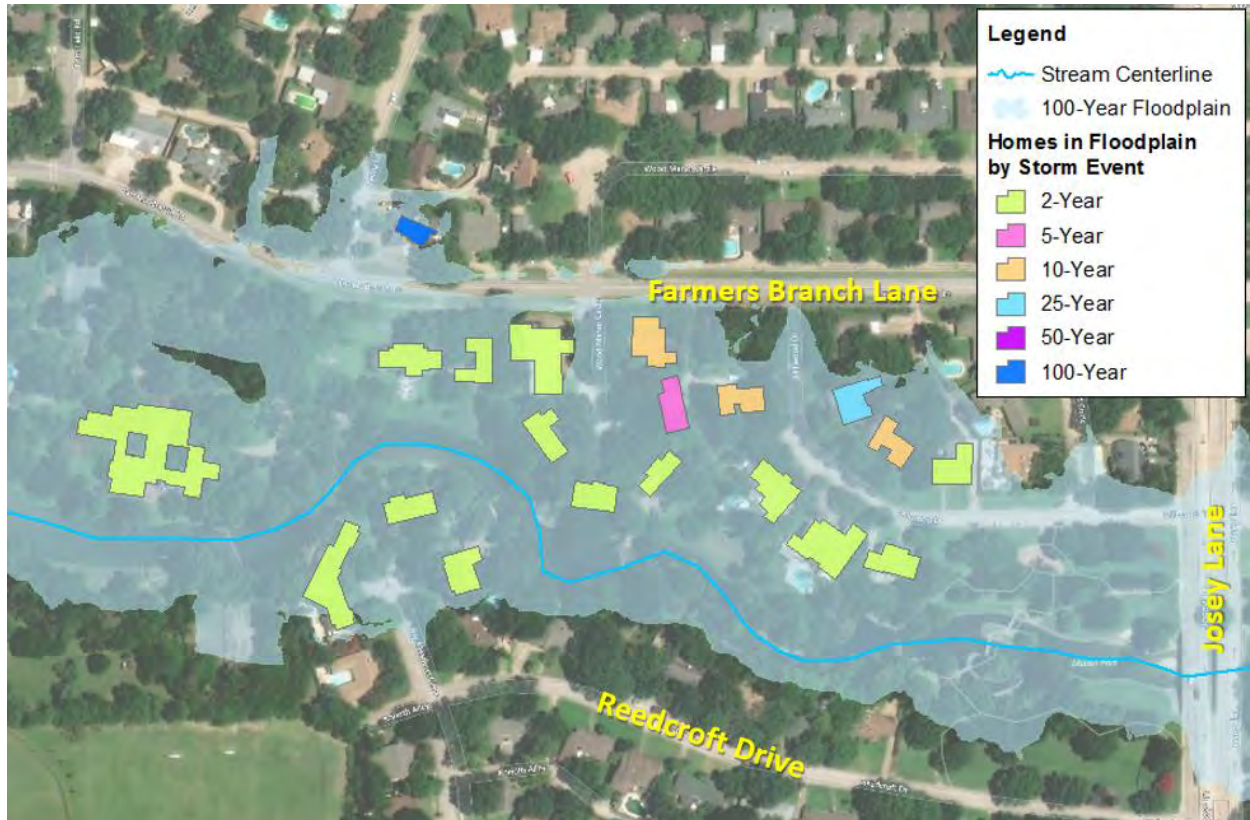 Legend
Stream Centerline
100-Year Floodplain
Homes in Floodplain
by Storm Event
2-Year
5-Year
10-Year
25-Year
50-Year
100-Year
Farmers Branch Lane
Josey Lane
Reedcroft Drive